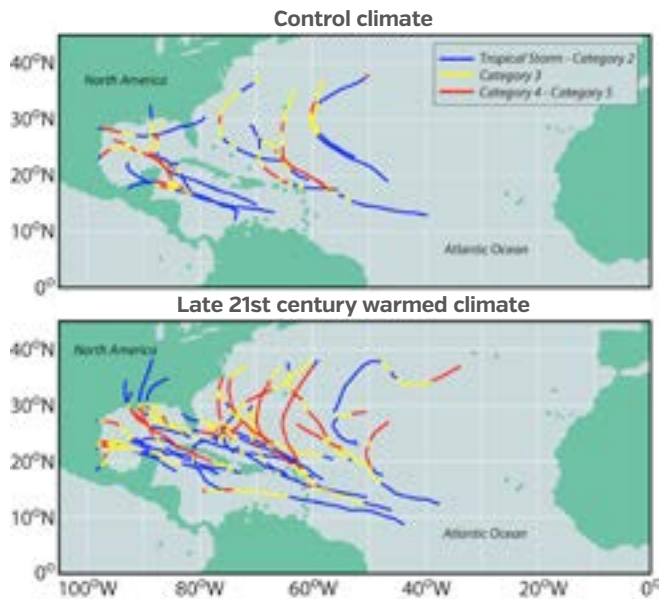 Control climate
40°N
30°N
20°N
10°N
0°
North America
Tropical Storm - Category 2
Category 3
Category 4 - Category 5
Atlantic Ocean
Late 21st century warmed climate
40°N
30°N
20°N
10°N
0°
North America
Atlantic Ocean
100°W 80°W 60°W 40°W 20°W 0°